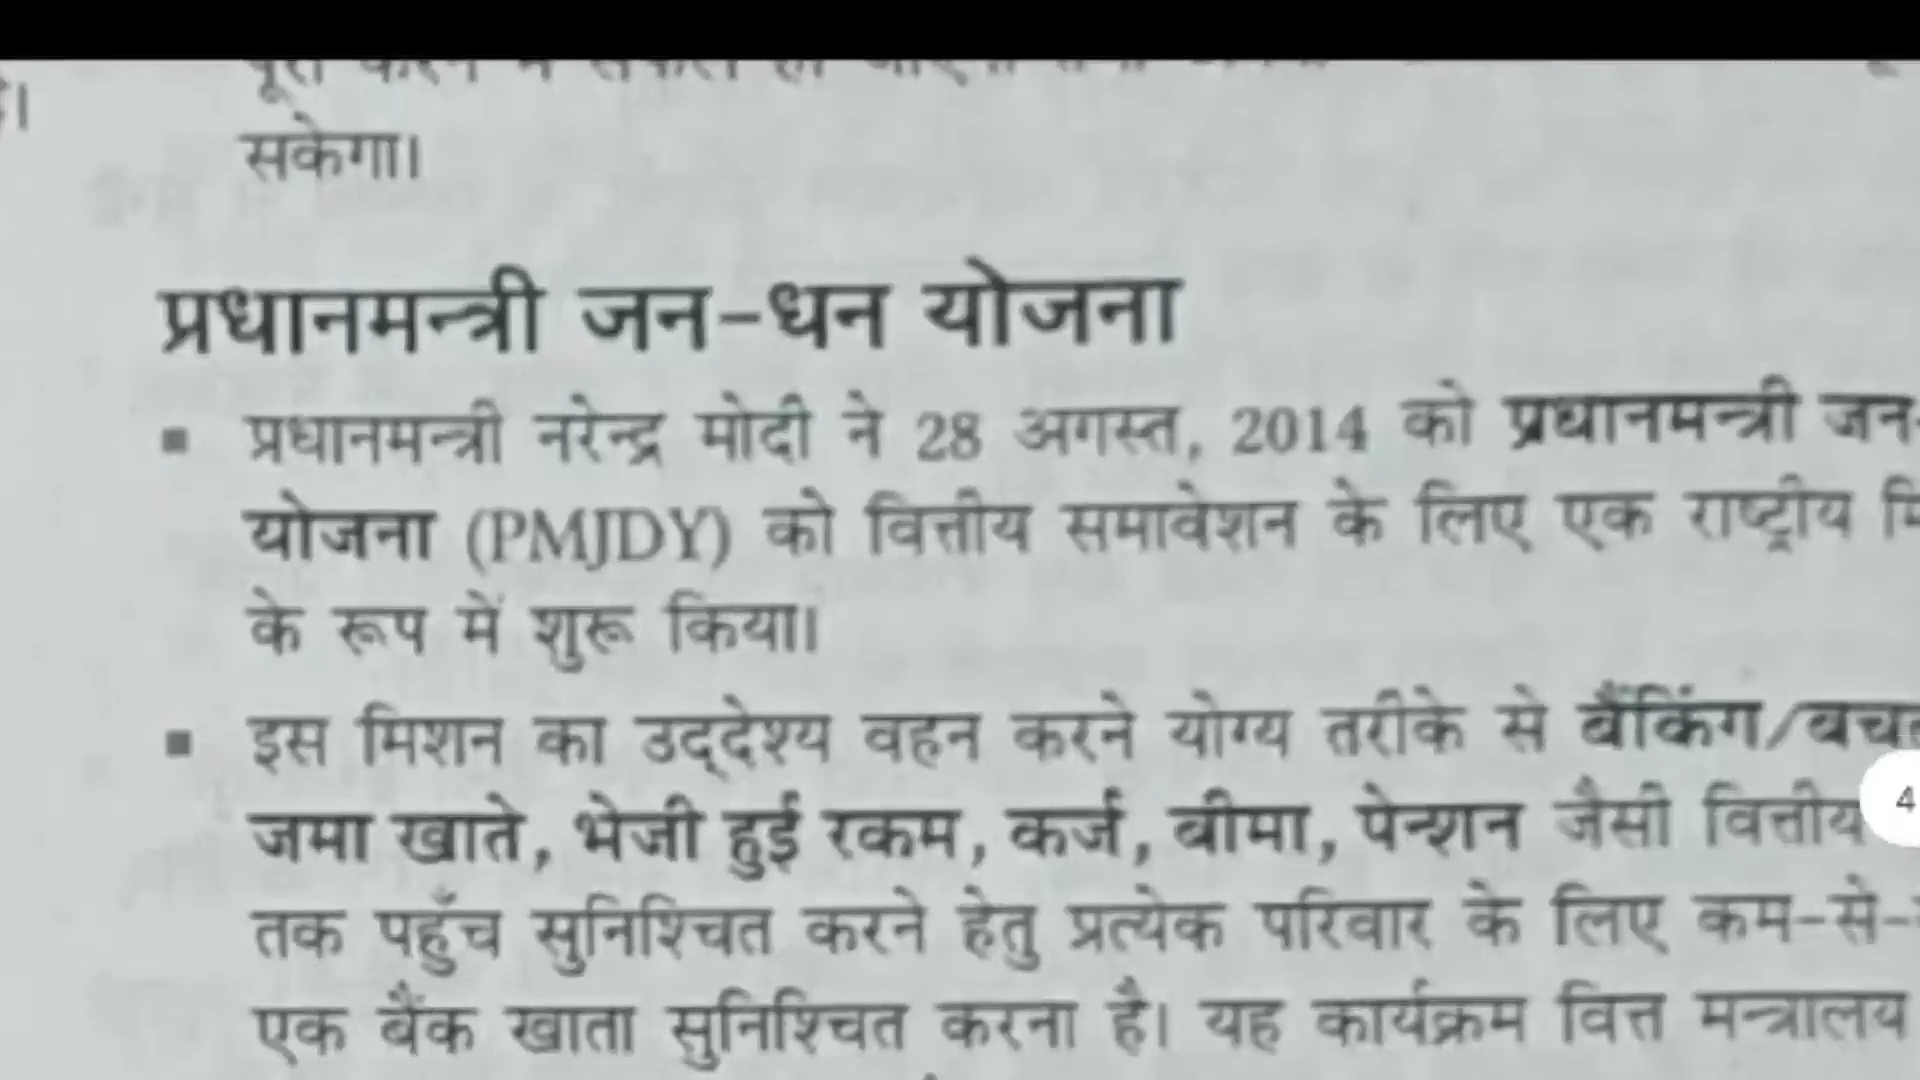 है।
सकेगा।
प्रधानमन्त्री जन-धन योजना
▪ प्रधानमन्त्री नरेन्द्र मोदी ने 28 अगस्त, 2014 को प्रधानमन्त्री जन-
योजना (PMJDY) को वित्तीय समावेशन के लिए एक राष्ट्रीय
के रूप में शुरू किया।
▪ इस मिशन का उद्देश्य वहन करने योग्य तरीके से बैंकिंग/बचत
जमा खाते, भेजी हुई रकम, कर्ज, बीमा, पेन्शन जैसी वित्तीय
4
तक पहुँच सुनिश्चित करने हेतु प्रत्येक परिवार के लिए कम-से-
एक बैंक खाता सुनिश्चित करना है। यह कार्यक्रम वित्त मन्त्रालय